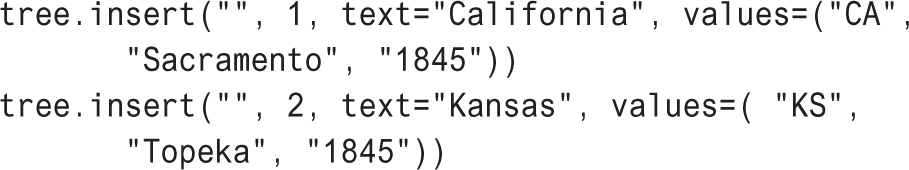 tree.insert("", 1, text="California", values=("CA",
"Sacramento", "1845"))
tree.insert("", 2, text="Kansas", values=( "KS",
"Topeka", "1845"))